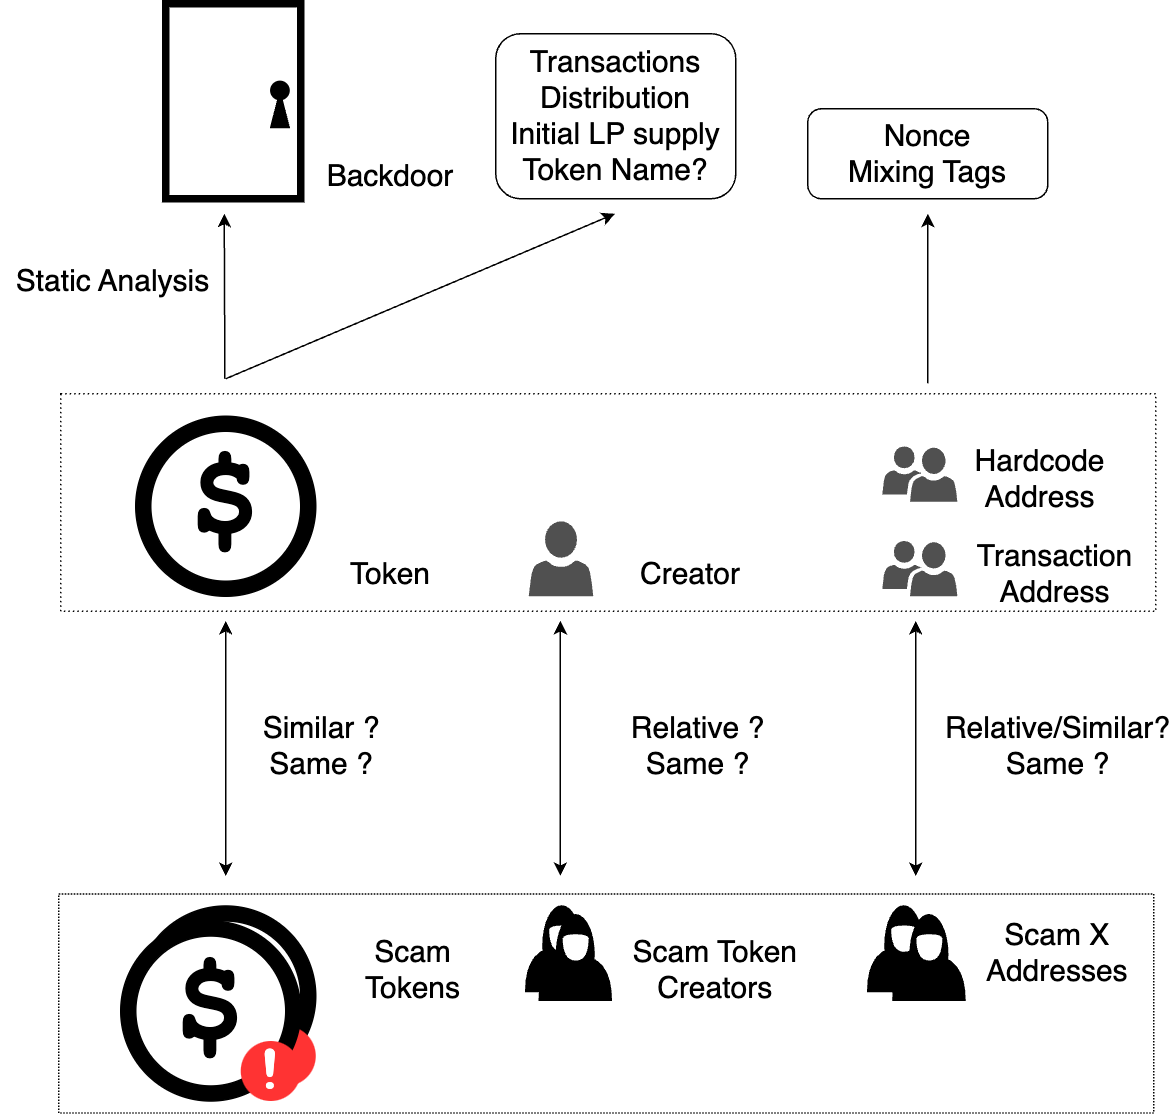 Transactions
Distribution
Initial LP supply
Token Name?
Nonce
Mixing Tags
Backdoor
Static Analysis
Hardcode
Address
Transaction
Address
Token
Creator
Similar ?
Same ?
Relative ?
Same ?
Relative/Similar?
Same ?
Scam
Tokens
Scam Token
Creators
Scam X
Addresses
$
$
!